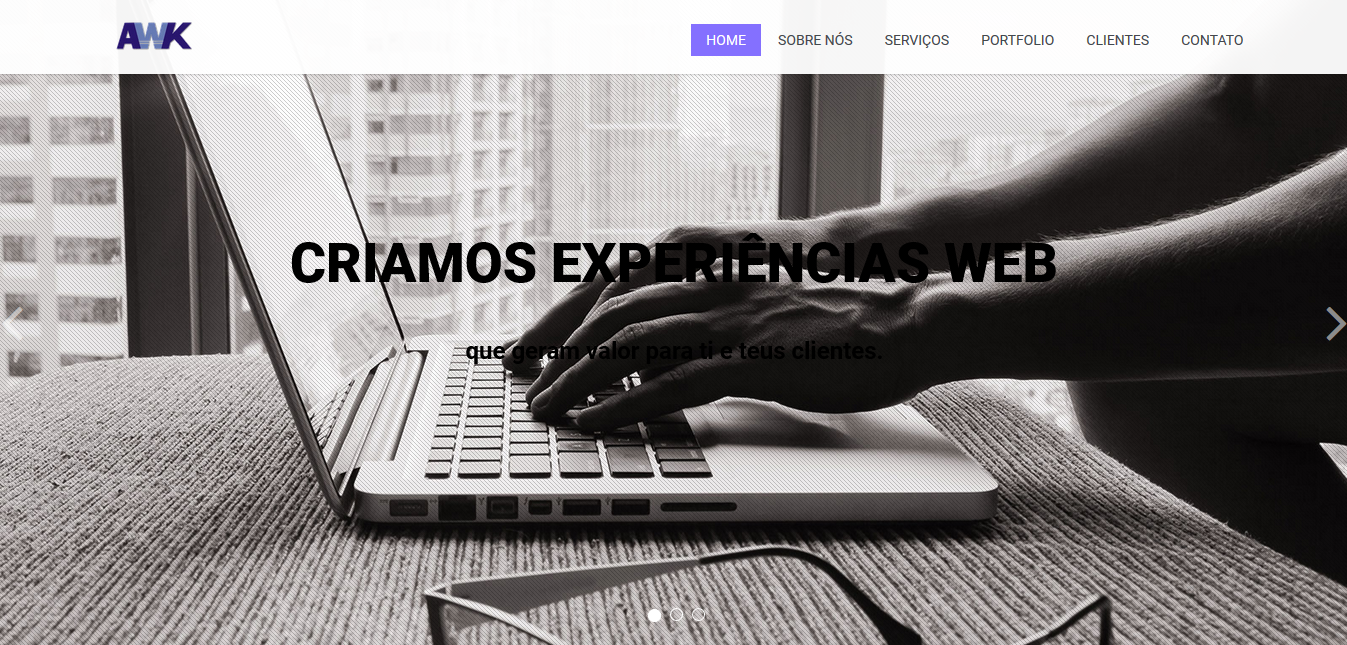 AWK
HOME SOBRE NÓS SERVIÇOS PORTFOLIO CLIENTES CONTATO
CRIAMOS EXPERIÊNCIAS WEB
que geram valor para ti e teus clientes.